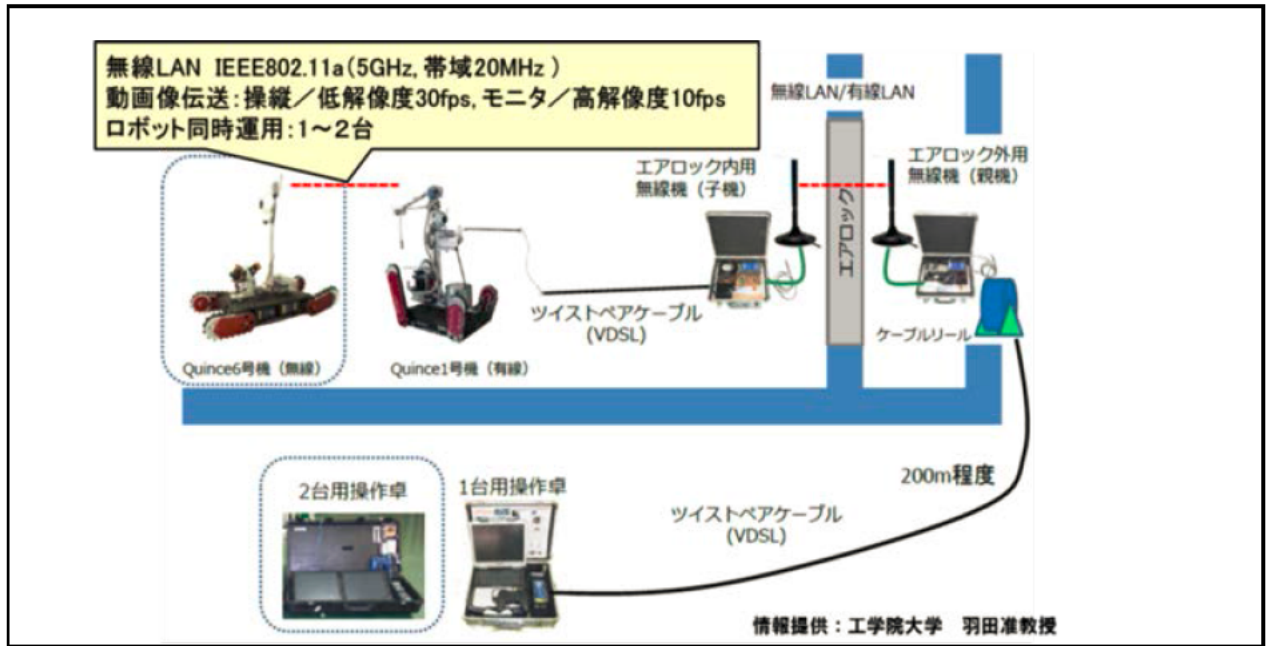 無線LAN IEEE802.11a(5GHz, 帯域20MHz )
動画像伝送:操縦／低解像度30fps, モニタ／高解像度10fps
ロボット同時運用:1～2台
無線LAN/有線LAN
エアロック内用
無線機（子機）
エアロック外用
無線機（親機）
エアロック
ツイストペアケーブル
(VDSL)
ケーブルリール
Quince6号機（無線）
Quince1号機（有線）
2台用操作卓
1台用操作卓
200m程度
ツイストペアケーブル
(VDSL)
情報提供：工学院大学　羽田准教授